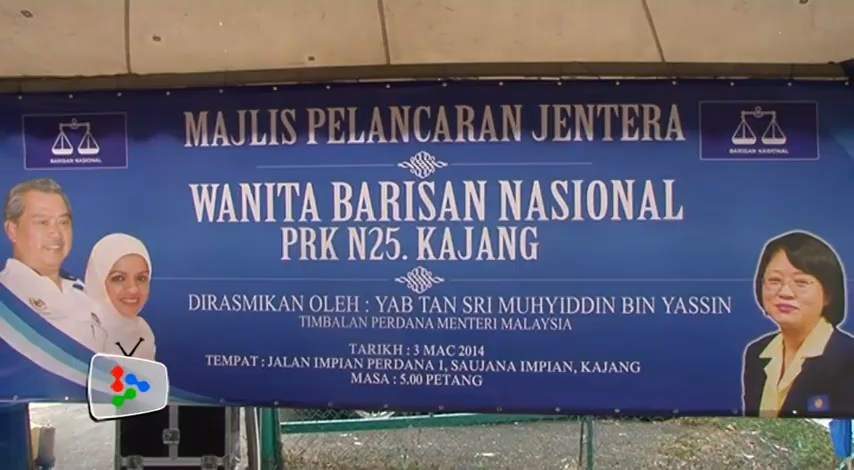 BARISAN NASIONAL
MAJLIS PELANCARAN JENTERA
BARISAN NASIONAL
WANITA BARISAN NASIONAL
PRK N25. KAJANG
DIRASMIKAN OLEH : YAB TAN SRI MUHYIDDIN BIN YASSIN
TIMBALAN PERDANA MENTERI MALAYSIA
TARIKH : 3 MAC 2014
TEMPAT : JALAN IMPIAN PERDANA 1, SAUJANA IMPIAN, KAJANG
MASA : 5.00 PETANG